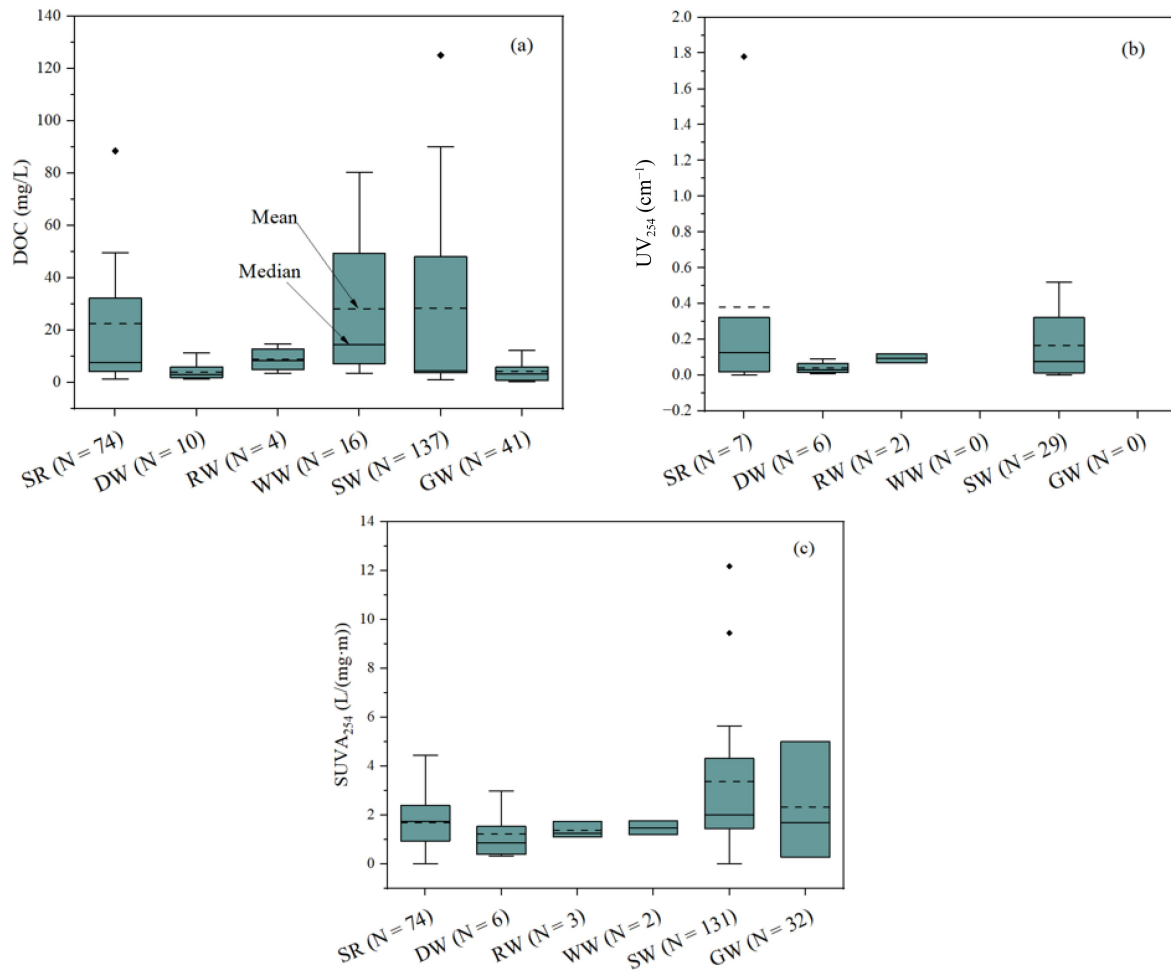 (a)
140
120
100
80
60
40
20
0
DOC (mg/L)
Mean
Median
SR (N = 74)
DW (N = 10)
RW (N = 4)
WW (N = 16)
SW (N = 137)
GW (N = 41)
(b)
2.0
1.8
1.6
1.4
1.2
1.0
0.8
0.6
0.4
0.2
0.0
−0.2
UV₂₅₄ (cm⁻¹)
SR (N = 7)
DW (N = 6)
RW (N = 2)
WW (N = 0)
SW (N = 29)
GW (N = 0)
(c)
14
12
10
8
6
4
2
0
SUVA₂₅₄ (L/(mg·m))
SR (N = 74)
DW (N = 6)
RW (N = 3)
WW (N = 2)
SW (N = 131)
GW (N = 32)